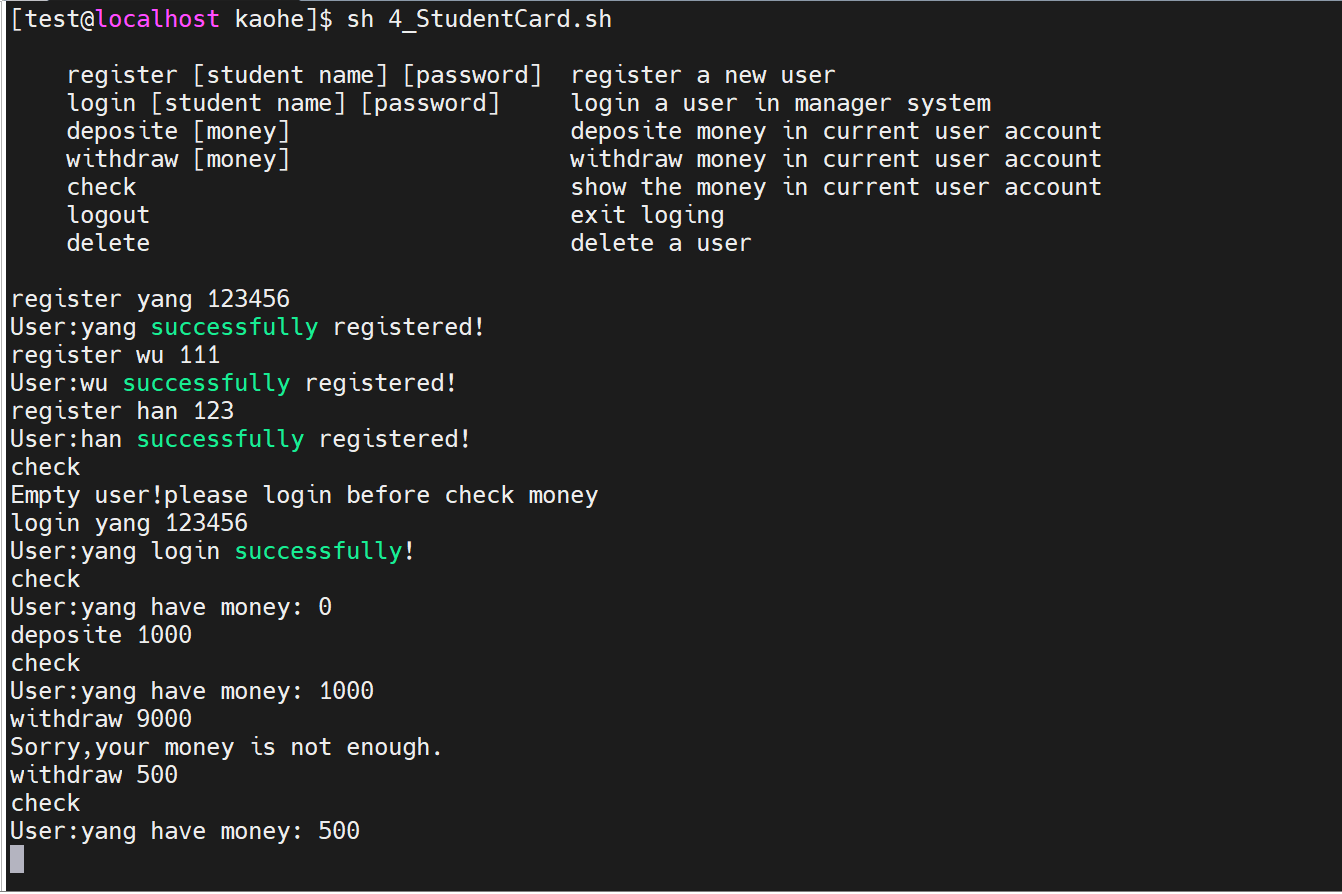 [test@localhost kaohe]$ sh 4_StudentCard.sh
register [student name] [password]  register a new user
login [student name] [password]     login a user in manager system
deposite [money]                    deposite money in current user account
withdraw [money]                    withdraw money in current user account
check                               show the money in current user account
logout                              exit loging
delete                              delete a user
register yang 123456
User:yang successfully registered!
register wu 111
User:wu successfully registered!
register han 123
User:han successfully registered!
check
Empty user!please login before check money
login yang 123456
User:yang login successfully!
check
User:yang have money: 0
deposite 1000
check
User:yang have money: 1000
withdraw 9000
Sorry,your money is not enough.
withdraw 500
check
User:yang have money: 500